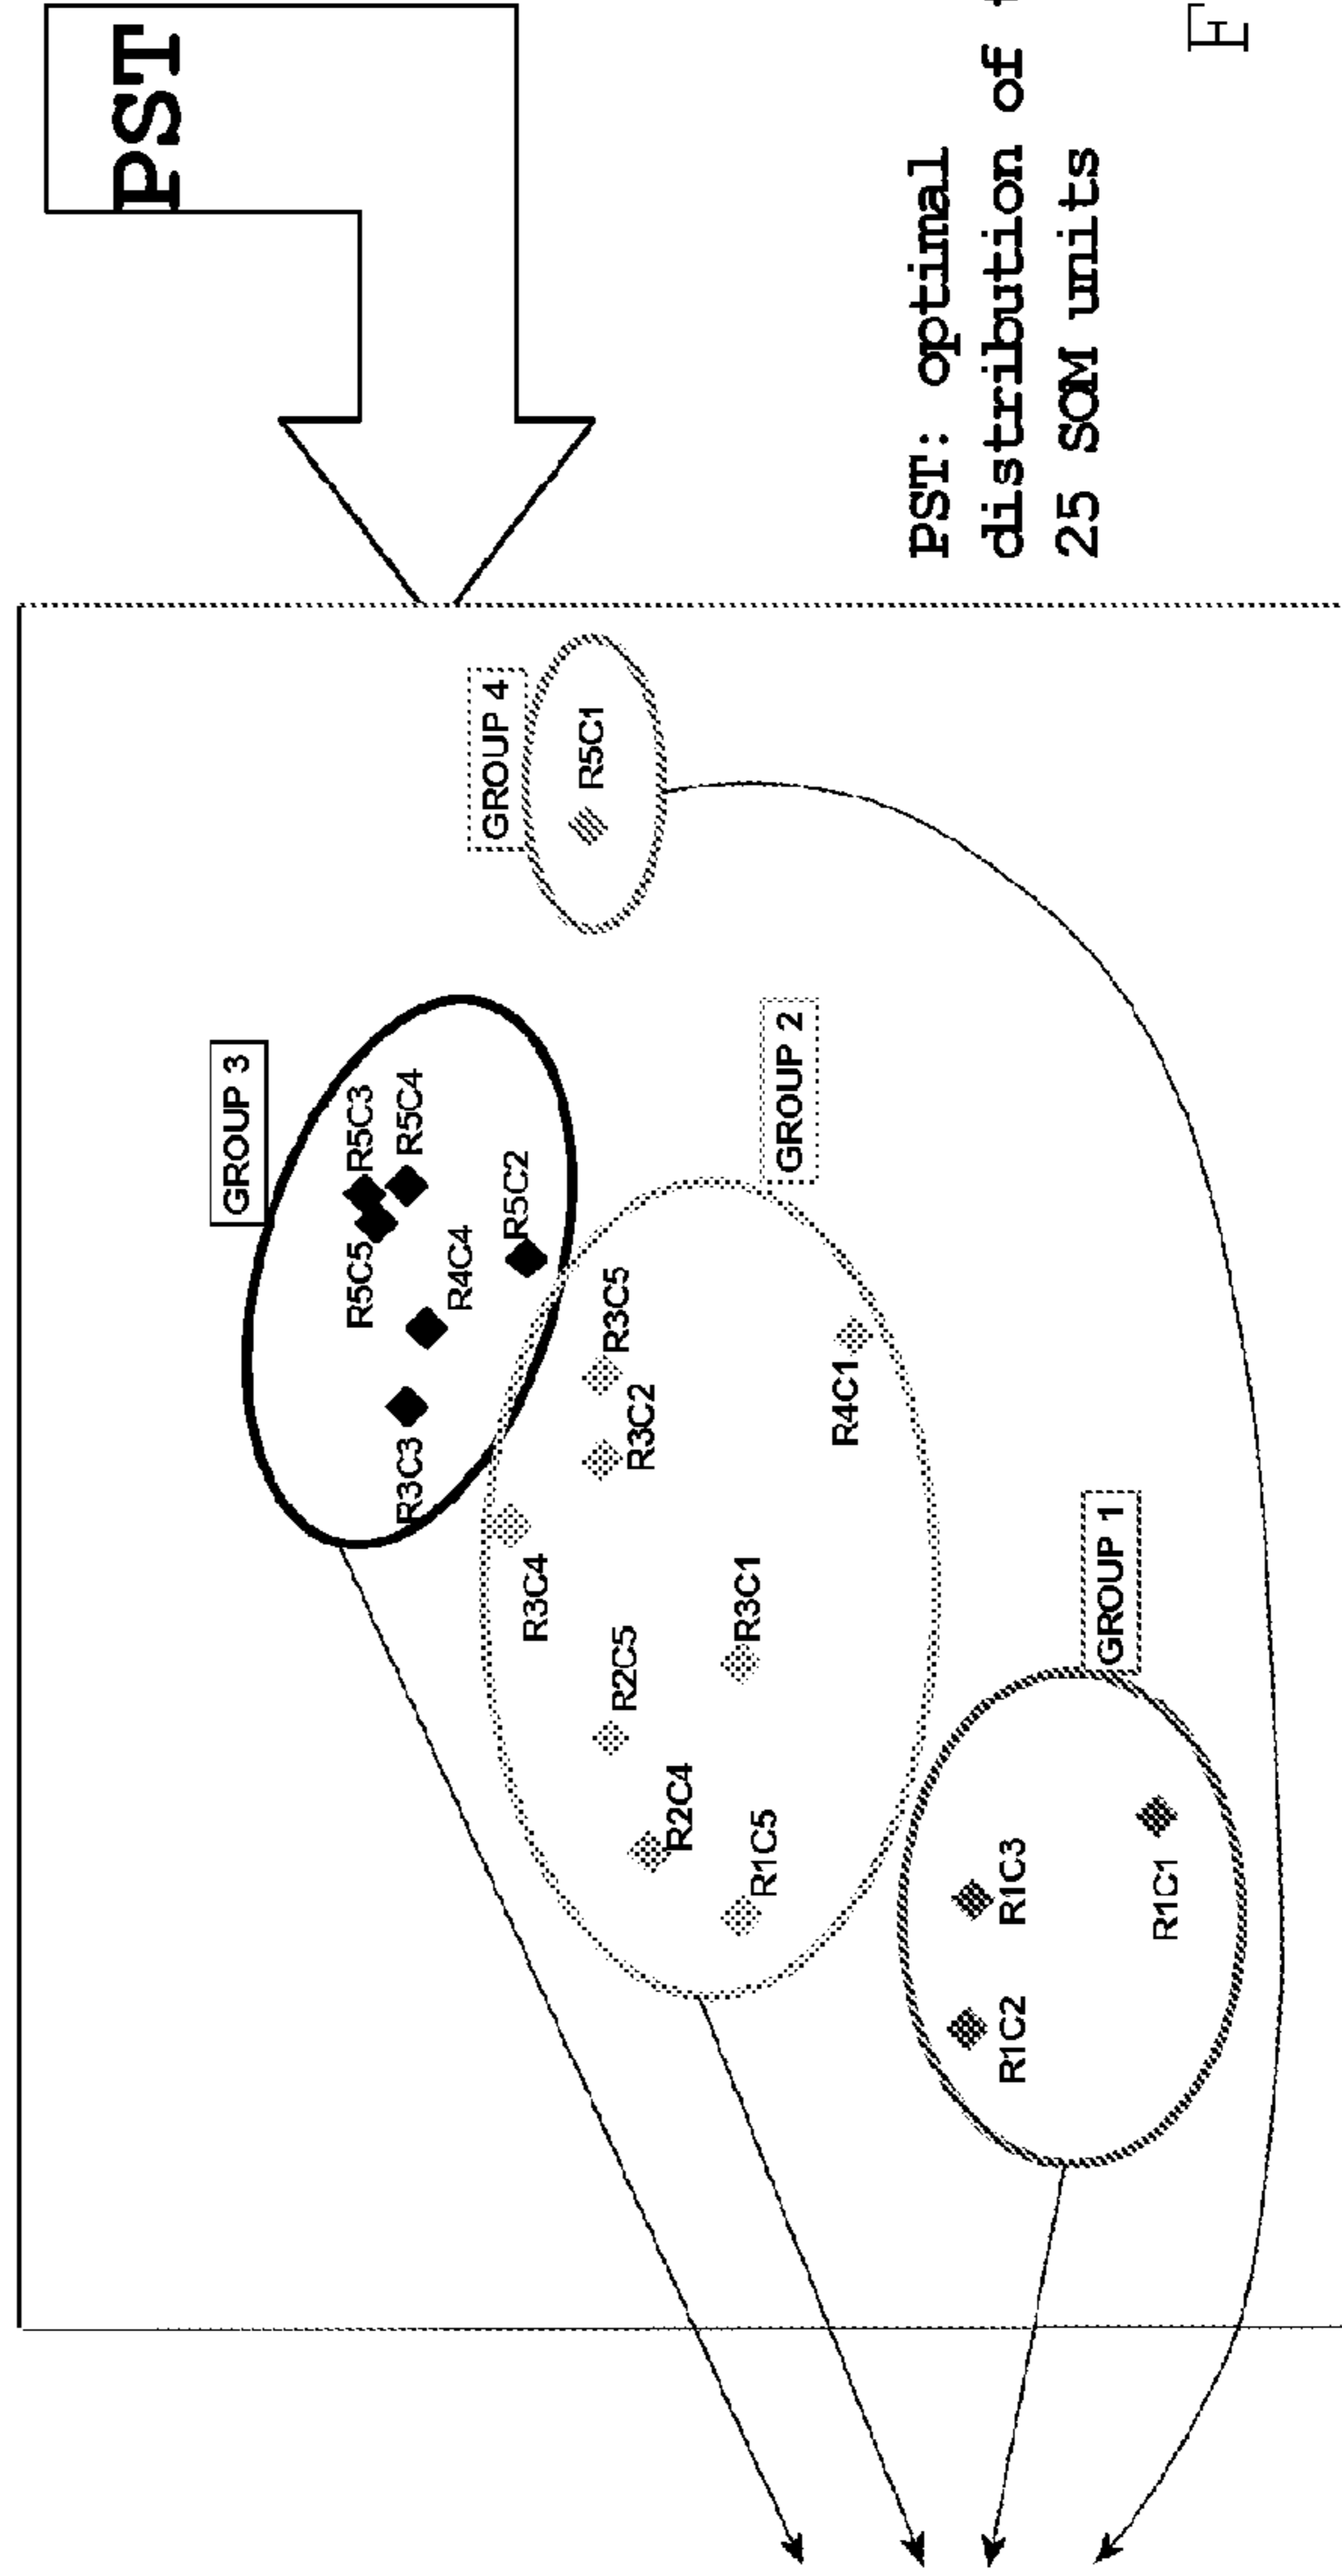 PST
PST: optimal
distribution of
25 SOM units
F
GROUP 3
R5C3
R5C4
R5C5
R4C4
R5C2
R3C3
GROUP 4
R5C1
GROUP 2
R3C5
R3C2
R4C1
R3C4
R3C1
R2C5
R2C4
R1C5
GROUP 1
R1C3
R1C2
R1C1